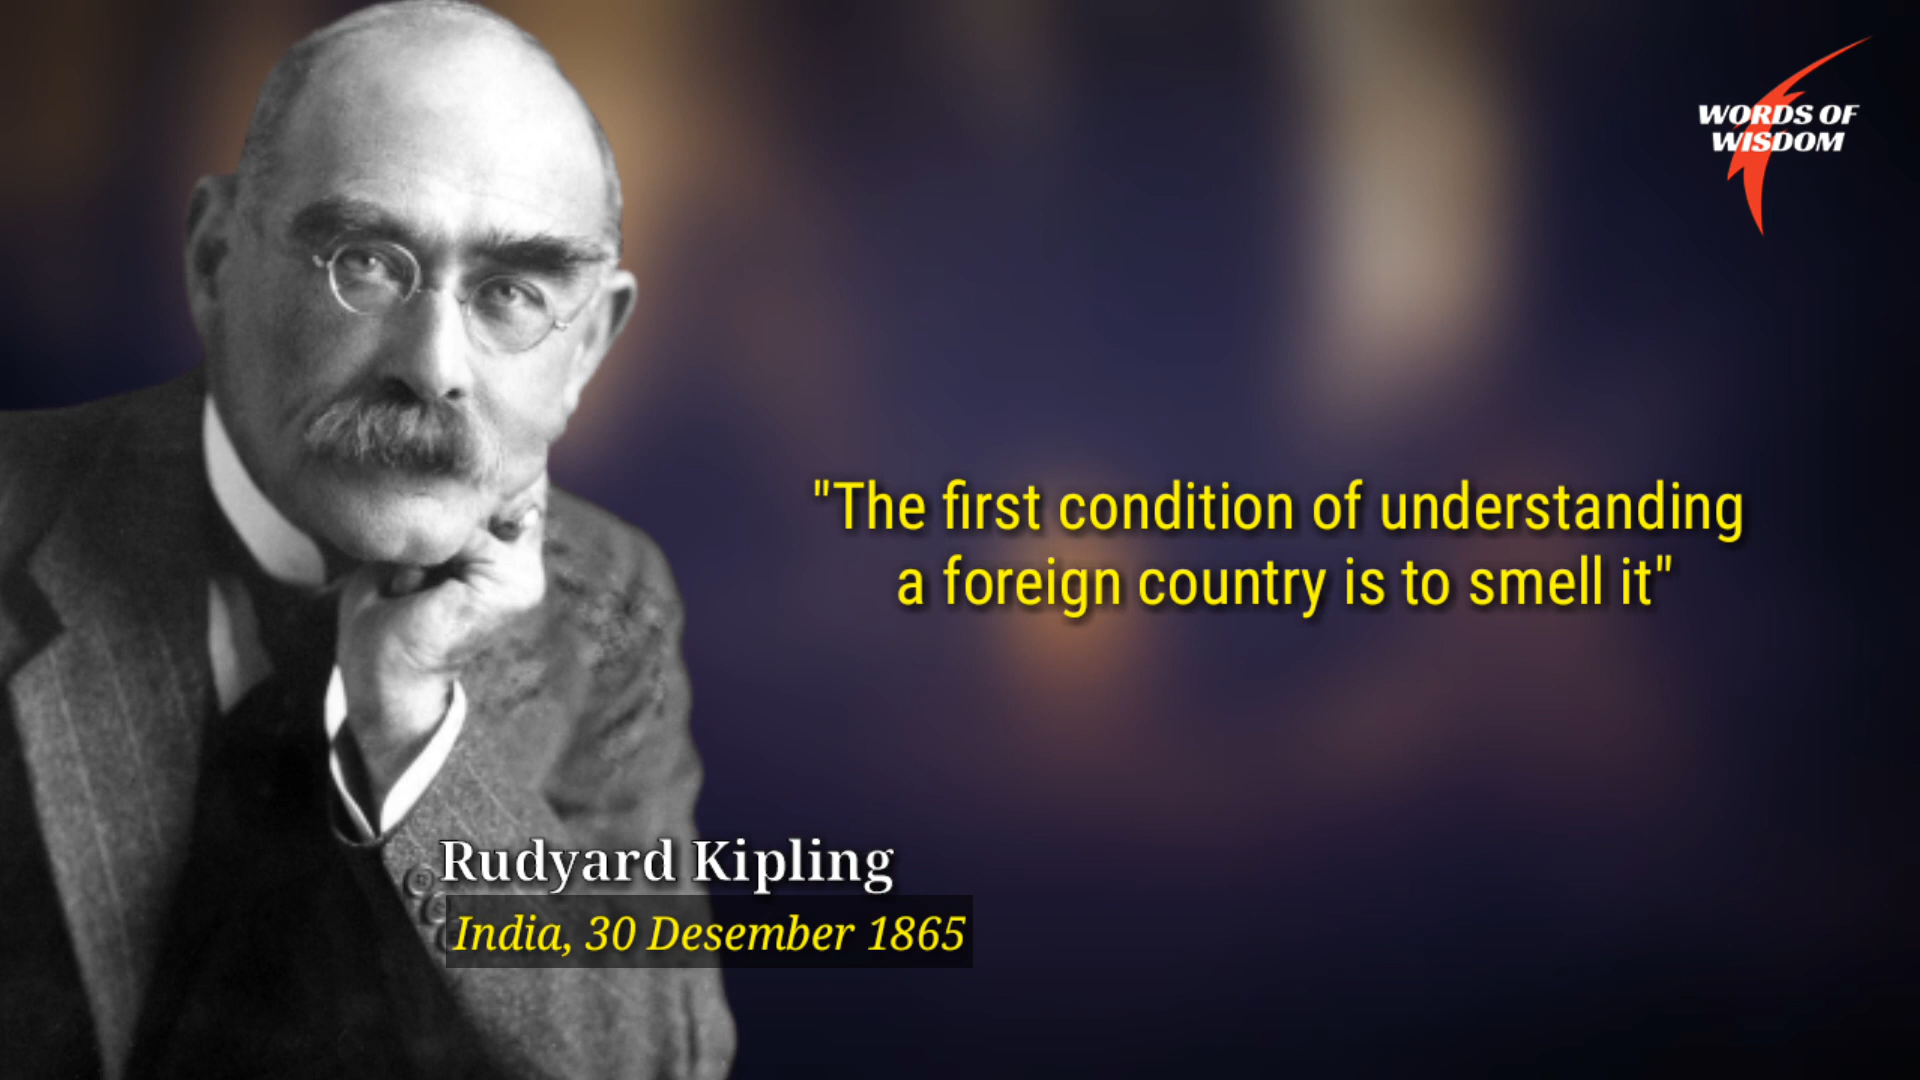 WORDS OF
WISDOM
"The first condition of understanding
a foreign country is to smell it"
Rudyard Kipling
India, 30 Desember 1865